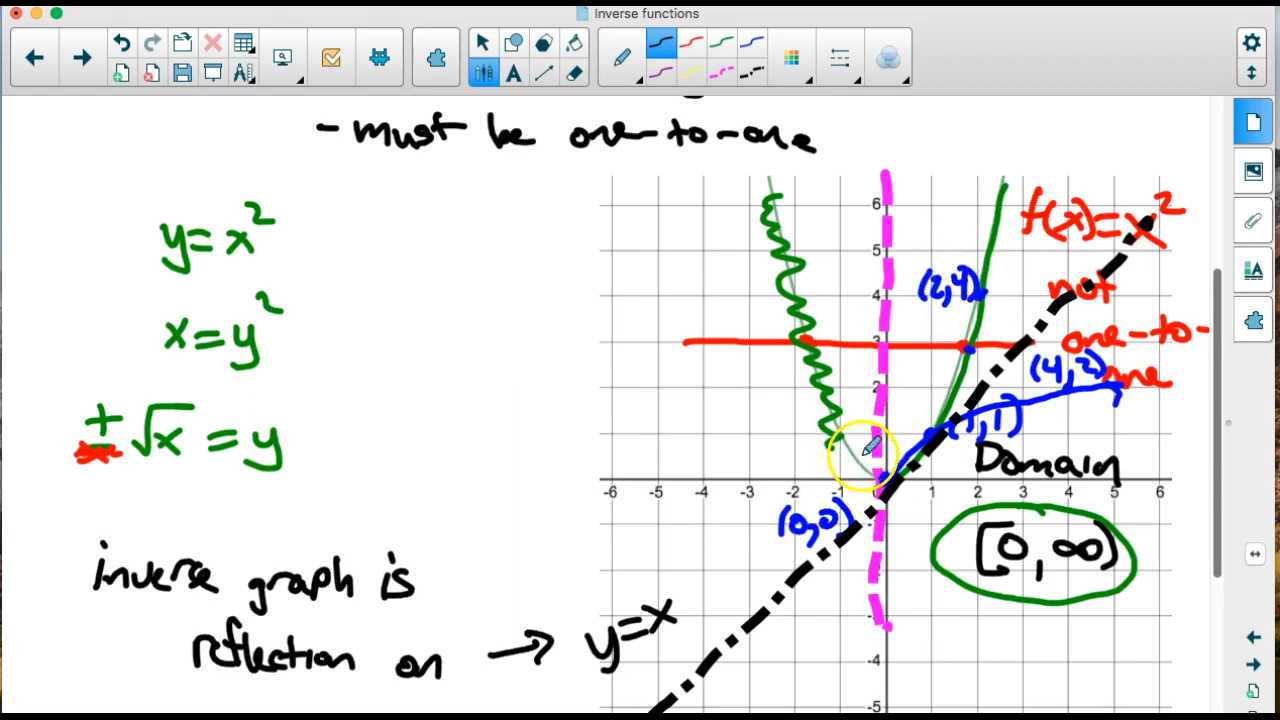 Inverse functions
- must be one-to-one
y = x²
x = y²
± √x = y
inverse graph is
reflection on → y=x
f(x) = x²
not
one-to-
one
(2,4)
(4,2)
(1,1)
(0,0)
Domain
[0, ∞)
6
5
4
3
2
-4
-5
-6 -5 -4 -3 -2 -1 0 1 2 3 4 5 6